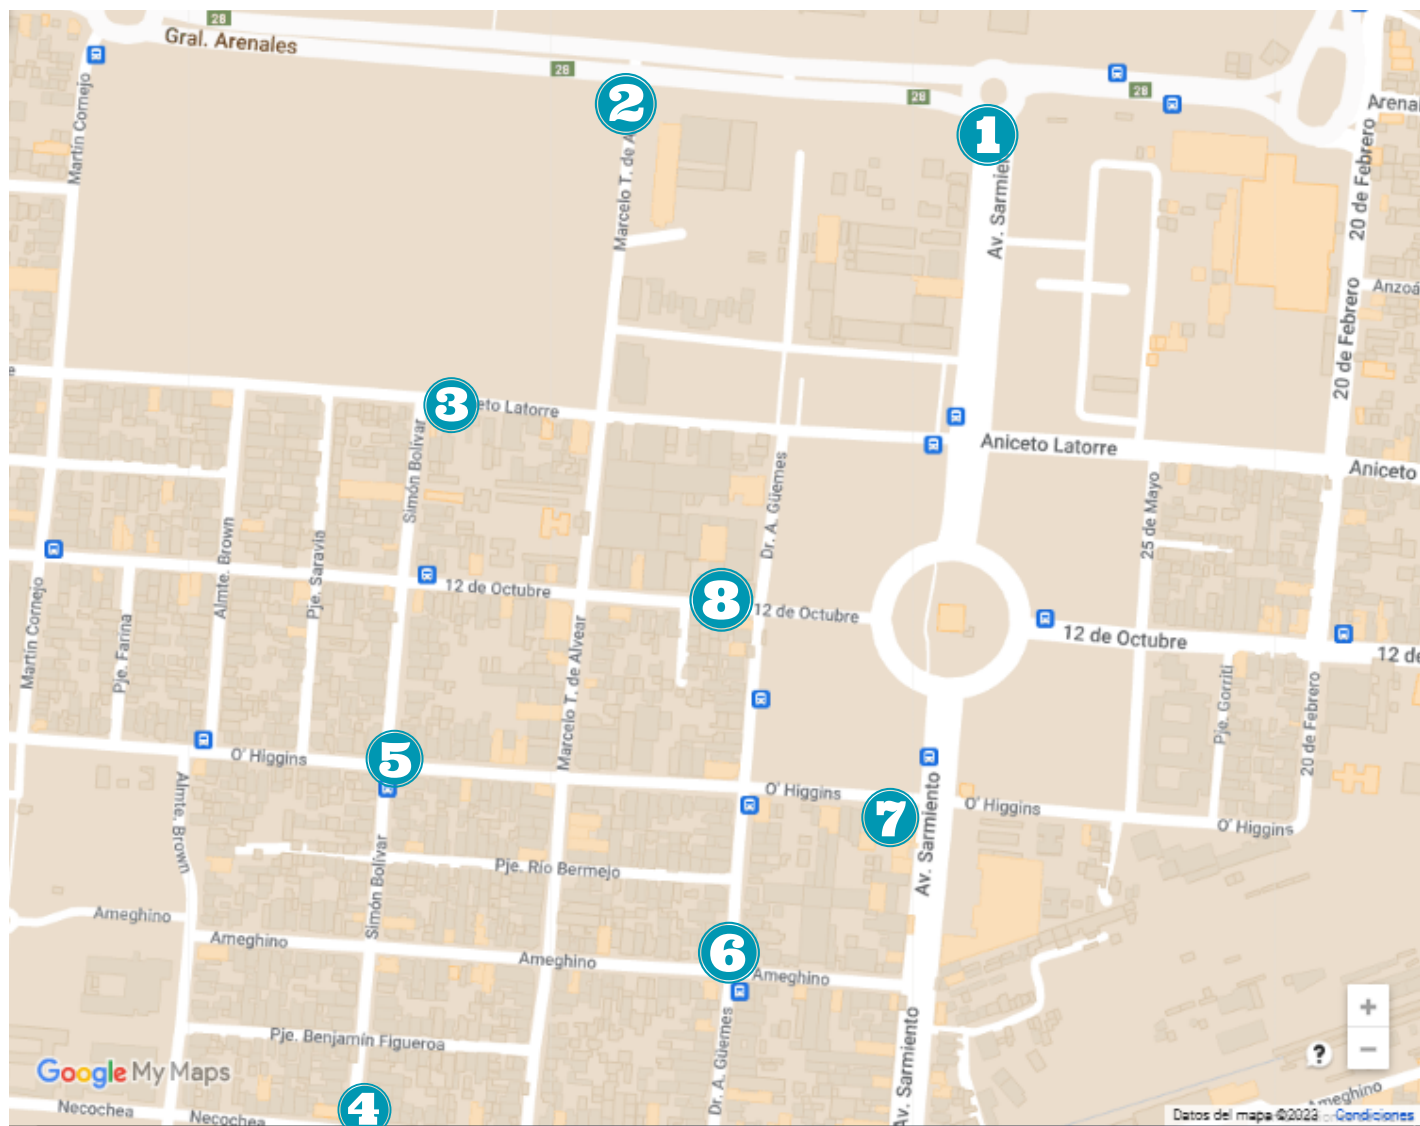 28
Gral. Arenales
28
28
28
2
1
Arena
Martín Cornejo
Marcelo T. de A
Av. Sarmien
20 de Febrero
20 de Febrero
Anzoá
3
eto Latorre
Aniceto Latorre
Aniceto
Simón Bolívar
Dr. A. Güemes
25 de Mayo
Almte. Brown
Pje. Saravia
12 de Octubre
8
12 de Octubre
12 de Octubre
12 de
Martín Cornejo
Pje. Farina
Marcelo T. de Alvear
Pje. Gorriti
20 de Febrero
O' Higgins
5
O' Higgins
7
O' Higgins
O' Higgins
Almte. Brown
Simón Bolívar
Pje. Río Bermejo
Av. Sarmiento
Ameghino
Ameghino
Ameghino
6
Ameghino
Pje. Benjamín Figueroa
Dr. A. Güemes
Av. Sarmiento
+
?
−
Google My Maps
Necochea
Necochea
4
Ameghino
Datos del mapa ©2023
Condiciones